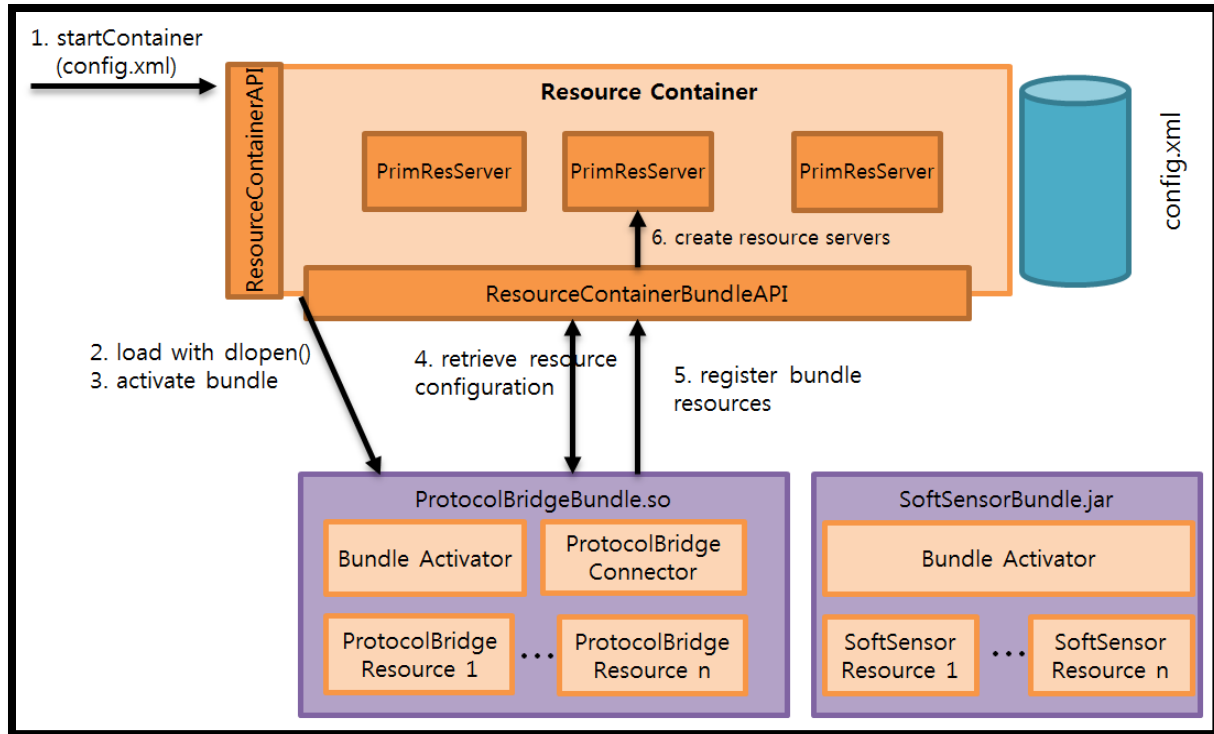 1. startContainer
(config.xml)
ResourceContainerAPI
Resource Container
PrimResServer
PrimResServer
PrimResServer
config.xml
6. create resource servers
ResourceContainerBundleAPI
2. load with dlopen()
3. activate bundle
4. retrieve resource
configuration
5. register bundle
resources
ProtocolBridgeBundle.so
Bundle Activator
ProtocolBridge
Connector
ProtocolBridge
Resource 1
...
ProtocolBridge
Resource n
SoftSensorBundle.jar
Bundle Activator
SoftSensor
Resource 1
...
SoftSensor
Resource n